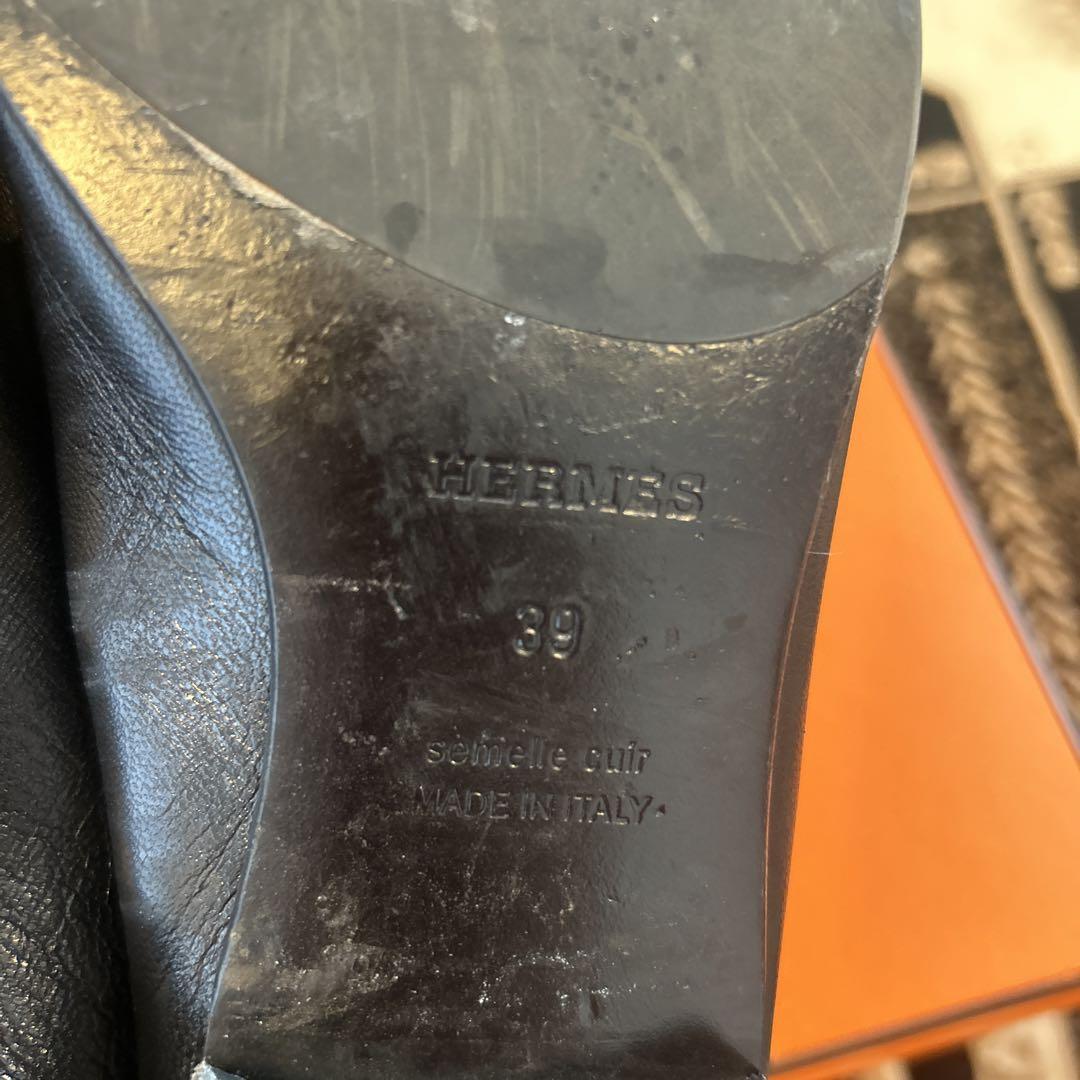 HERMES
39
semelle cuir
MADE IN ITALY